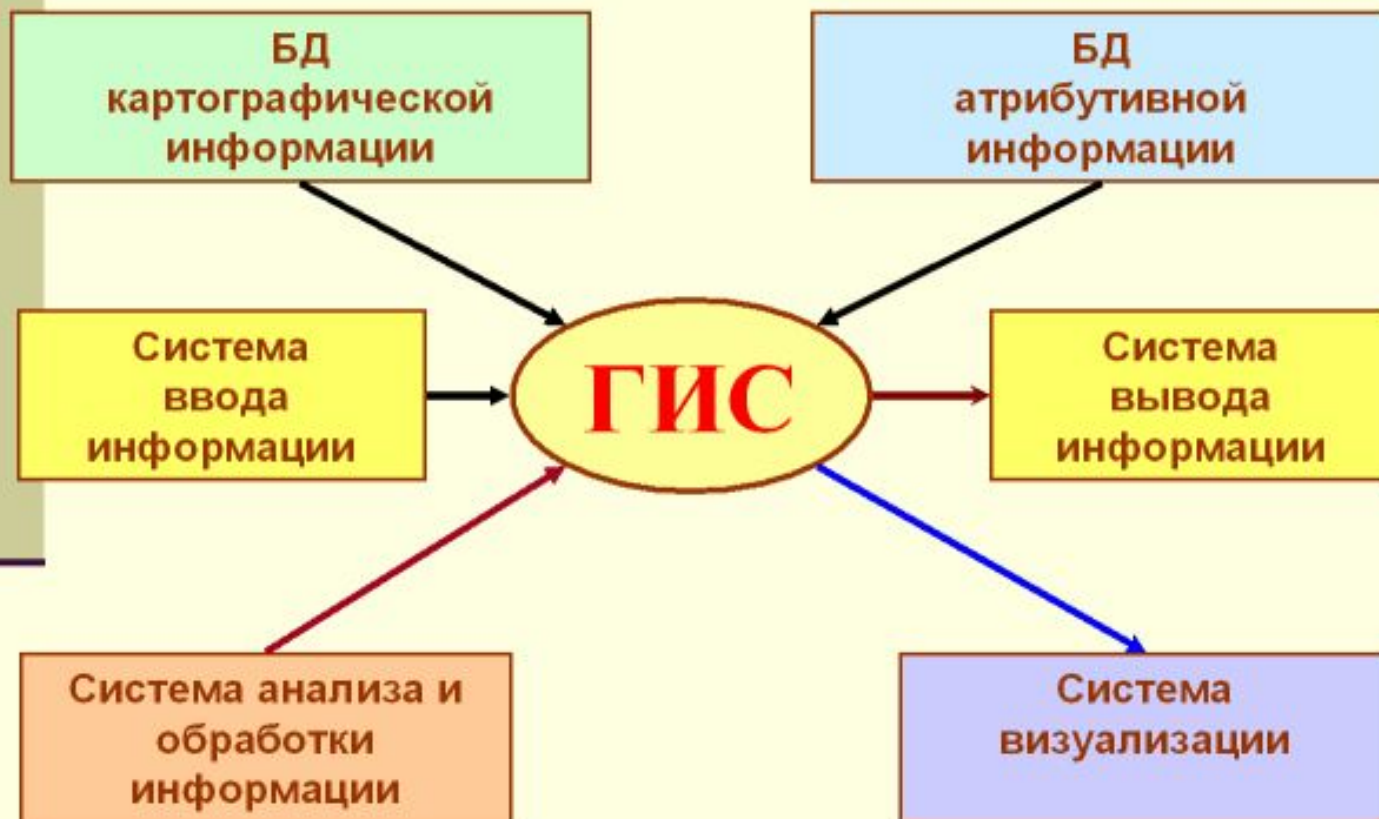 БД
картографической
информации
БД
атрибутивной
информации
Система
ввода
информации
ГИС
Система
вывода
информации
Система анализа и
обработки
информации
Система
визуализации